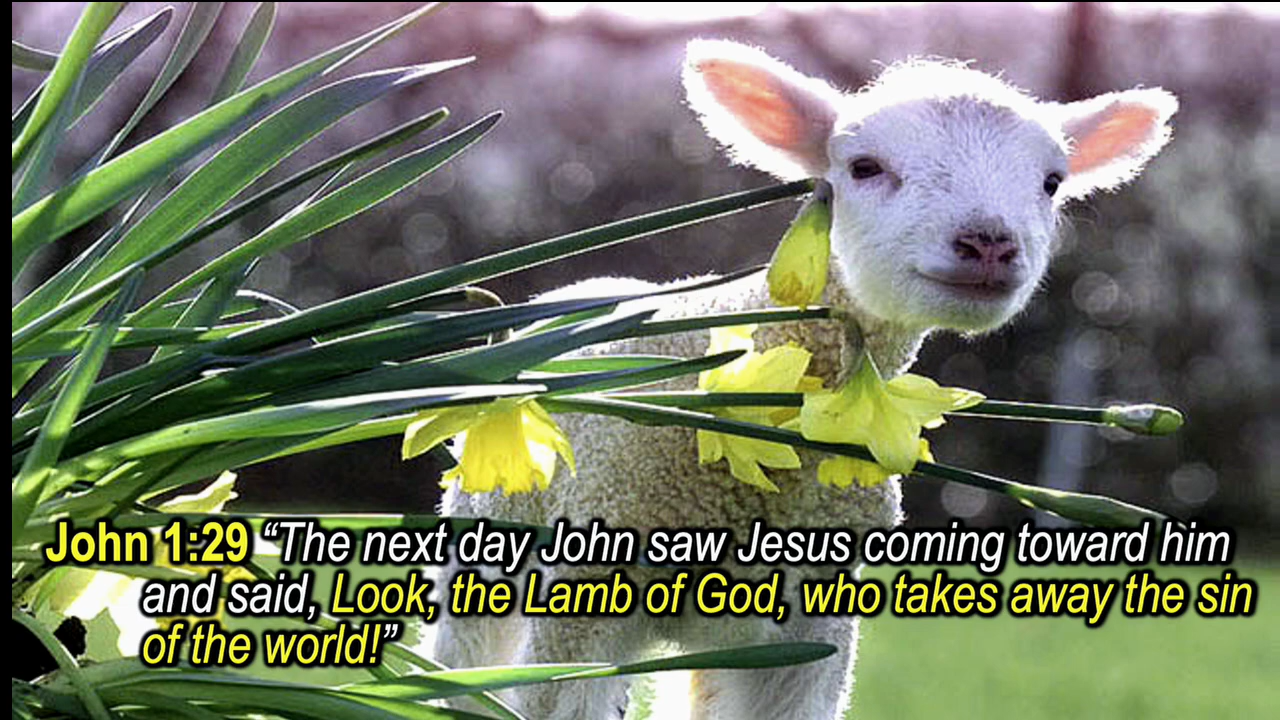 John 1:29 “The next day John saw Jesus coming toward him
and said, Look, the Lamb of God, who takes away the sin
of the world!”